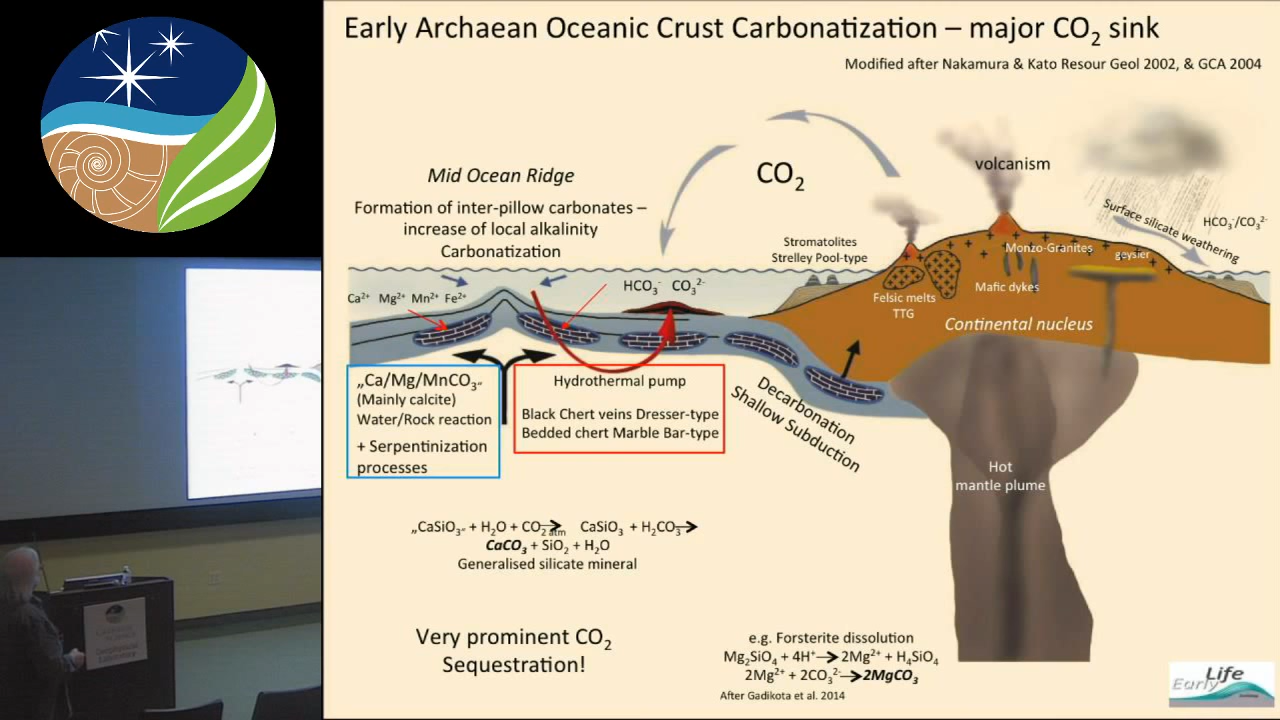 Early Archaean Oceanic Crust Carbonatization – major CO₂ sink
Modified after Nakamura & Kato Resour Geol 2002, & GCA 2004
CO₂
volcanism
Mid Ocean Ridge
Formation of inter-pillow carbonates –
increase of local alkalinity
Carbonatization
Surface silicate weathering
HCO₃⁻/CO₃²⁻
Stromatolites
Strelley Pool-type
Monzo-Granites
geysier
HCO₃⁻ CO₃²⁻
Ca²⁺ Mg²⁺ Mn²⁺ Fe²⁺
Felsic melts
TTG
Mafic dykes
Continental nucleus
„Ca/Mg/MnCO₃“
(Mainly calcite)
Water/Rock reaction
+ Serpentinization
processes
Hydrothermal pump
Black Chert veins Dresser-type
Bedded chert Marble Bar-type
Decarbonation
Shallow Subduction
Hot
mantle plume
„CaSiO₃“ + H₂O + CO₂ atm → CaSiO₃ + H₂CO₃ →
CaCO₃ + SiO₂ + H₂O
Generalised silicate mineral
Very prominent CO₂
Sequestration!
e.g. Forsterite dissolution
Mg₂SiO₄ + 4H⁺ → 2Mg²⁺ + H₄SiO₄
2Mg²⁺ + 2CO₃²⁻ → 2MgCO₃
After Gadikota et al. 2014
Early Life